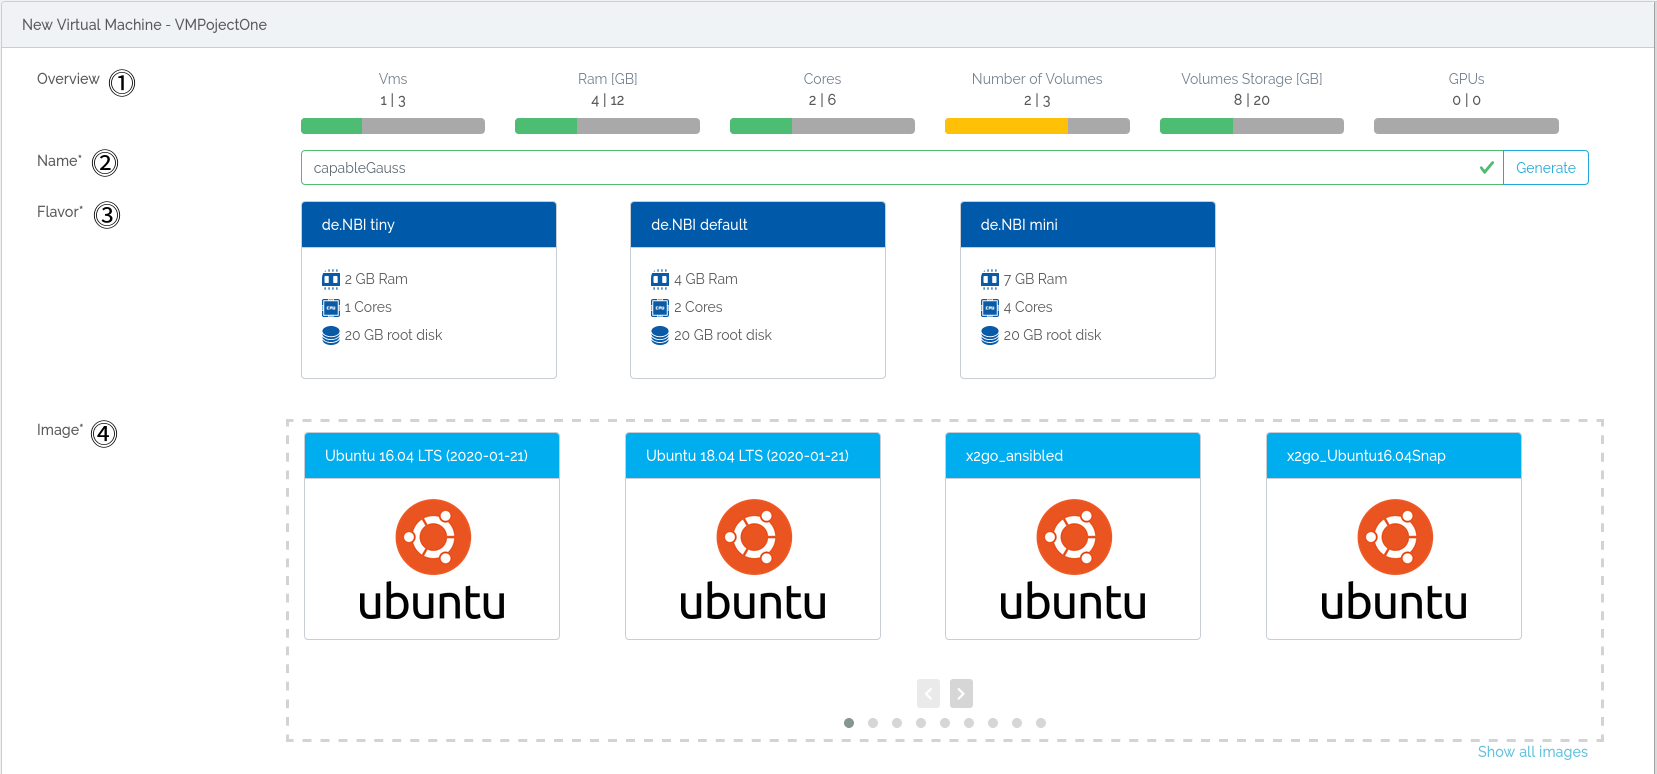 New Virtual Machine - VMPojectOne
Overview 1
Vms
1 | 3
Ram [GB]
4 | 12
Cores
2 | 6
Number of Volumes
2 | 3
Volumes Storage [GB]
8 | 20
GPUs
0 | 0
Name* 2
capableGauss
Generate
Flavor* 3
de.NBI tiny
2 GB Ram
CPU 1 Cores
20 GB root disk
de.NBI default
4 GB Ram
CPU 2 Cores
20 GB root disk
de.NBI mini
7 GB Ram
CPU 4 Cores
20 GB root disk
Image* 4
Ubuntu 16.04 LTS (2020-01-21)
ubuntu
Ubuntu 18.04 LTS (2020-01-21)
ubuntu
x2go_ansibled
ubuntu
x2go_Ubuntu16.04Snap
ubuntu
Show all images